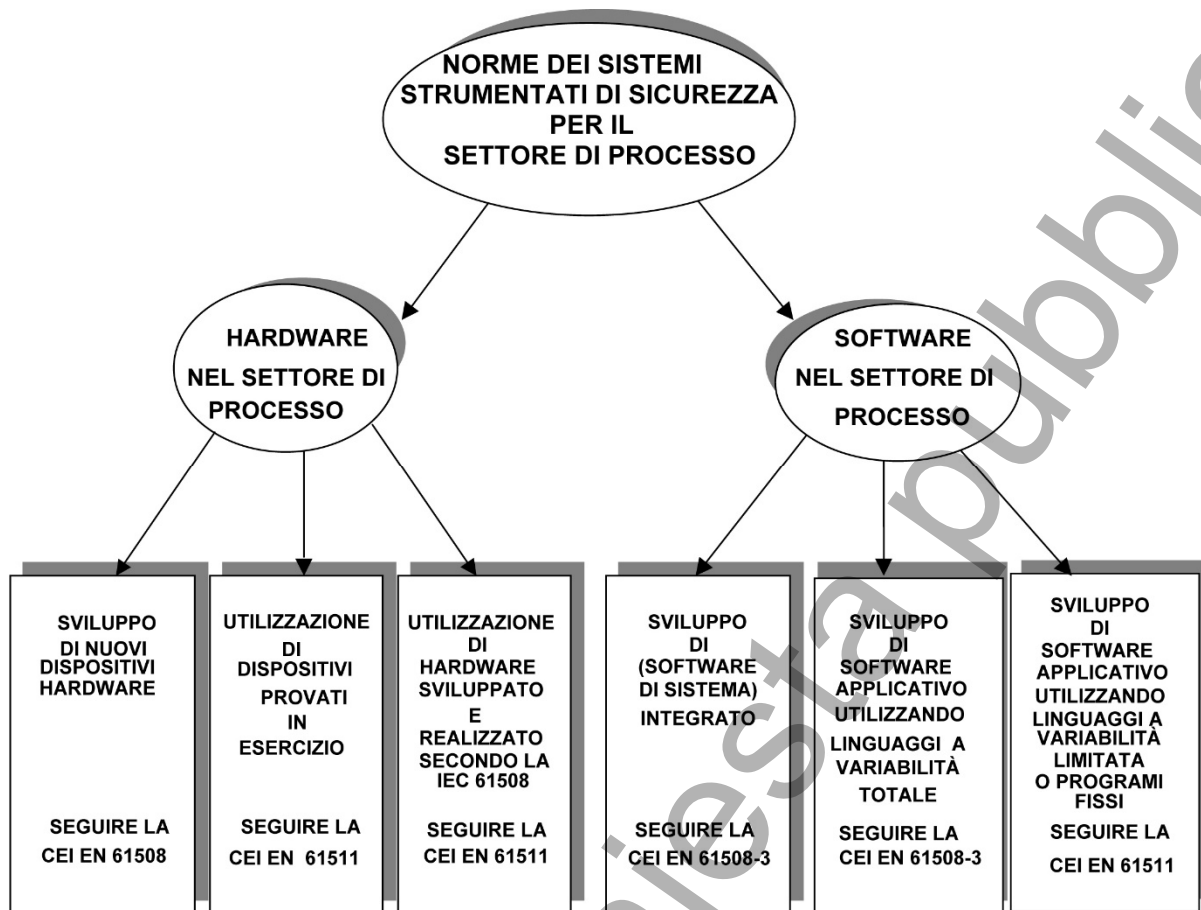 NORME DEI SISTEMI
STRUMENTATI DI SICUREZZA
PER IL
SETTORE DI PROCESSO
HARDWARE
NEL SETTORE DI
PROCESSO
SOFTWARE
NEL SETTORE DI
PROCESSO
SVILUPPO
DI NUOVI
DISPOSITIVI
HARDWARE
SEGUIRE LA
CEI EN 61508
UTILIZZAZIONE
DI
DISPOSITIVI
PROVATI
IN
ESERCIZIO
SEGUIRE LA
CEI EN 61511
UTILIZZAZIONE
DI
HARDWARE
SVILUPPATO
E
REALIZZATO
SECONDO LA
IEC 61508
SEGUIRE LA
CEI EN 61511
SVILUPPO
DI
(SOFTWARE
DI SISTEMA)
INTEGRATO
SEGUIRE LA
CEI EN 61508-3
SVILUPPO
DI
SOFTWARE
APPLICATIVO
UTILIZZANDO
LINGUAGGI A
VARIABILITÀ
TOTALE
SEGUIRE LA
CEI EN 61508-3
SVILUPPO
DI
SOFTWARE
APPLICATIVO
UTILIZZANDO
LINGUAGGI A
VARIABILITÀ
LIMITATA
O PROGRAMI
FISSI
SEGUIRE LA
CEI EN 61511